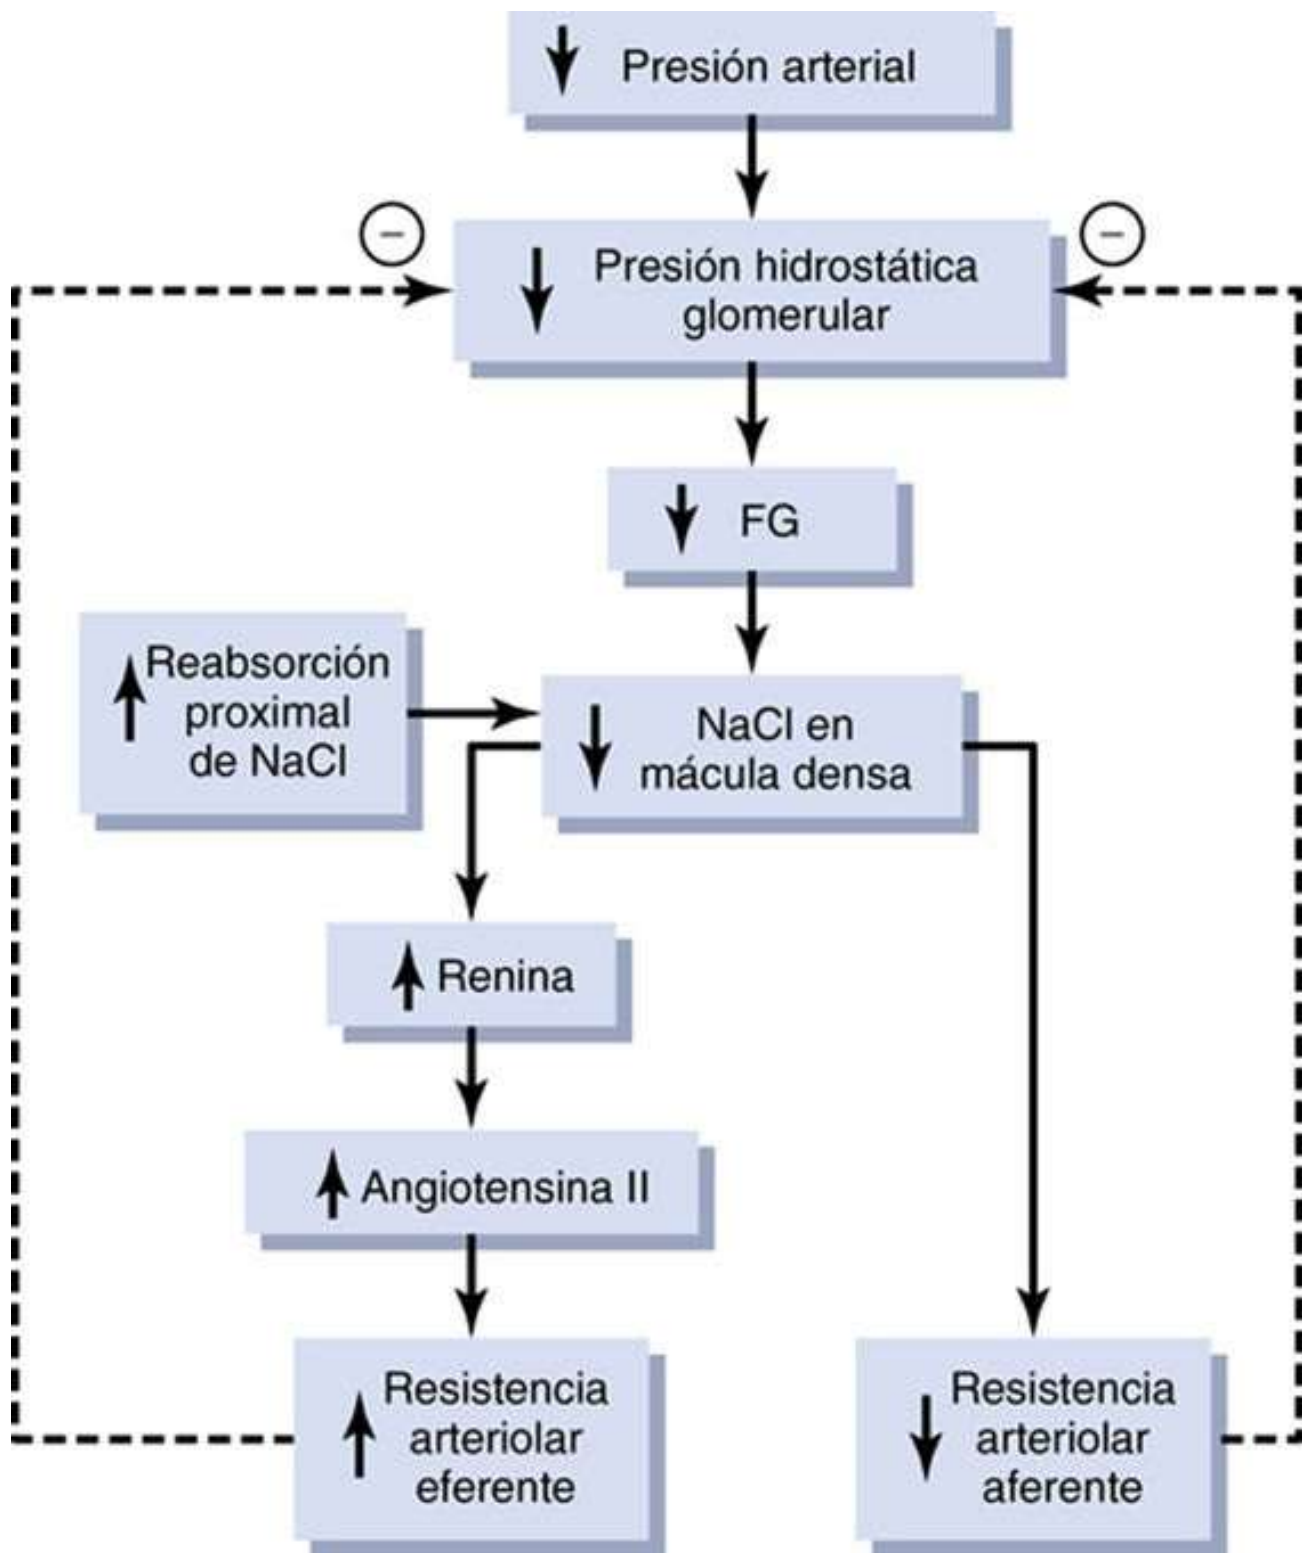 Presión arterial
−
−
Presión hidrostática
glomerular
FG
Reabsorción
proximal
de NaCl
NaCl en
mácula densa
Renina
Angiotensina II
Resistencia
arteriolar
eferente
Resistencia
arteriolar
aferente